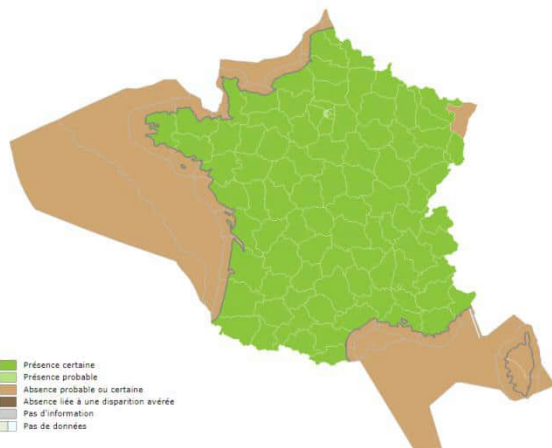 Présence certaine
Présence probable
Absence probable ou certaine
Absence liée à une disparition avérée
Pas d'information
Pas de données